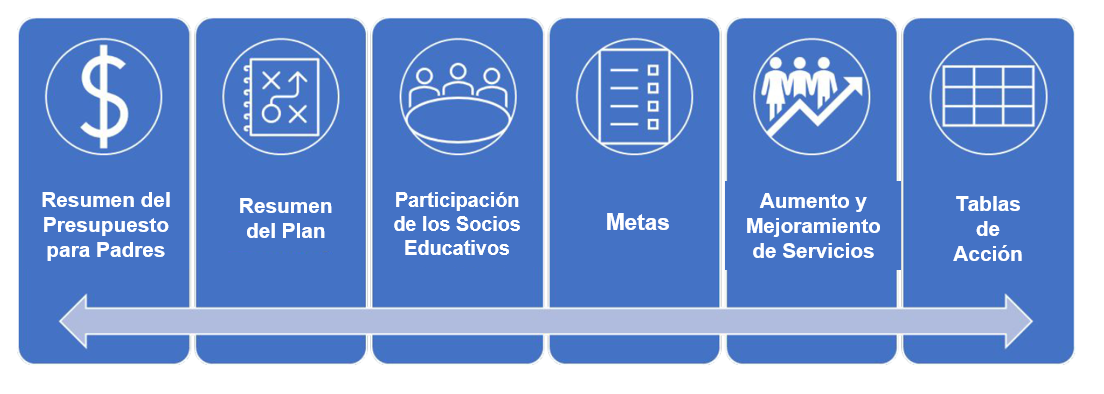 Resumen del
Presupuesto
para Padres
Resumen
del Plan
Participación
de los Socios
Educativos
Metas
Aumento y
Mejoramiento
de Servicios
Tablas
de
Acción